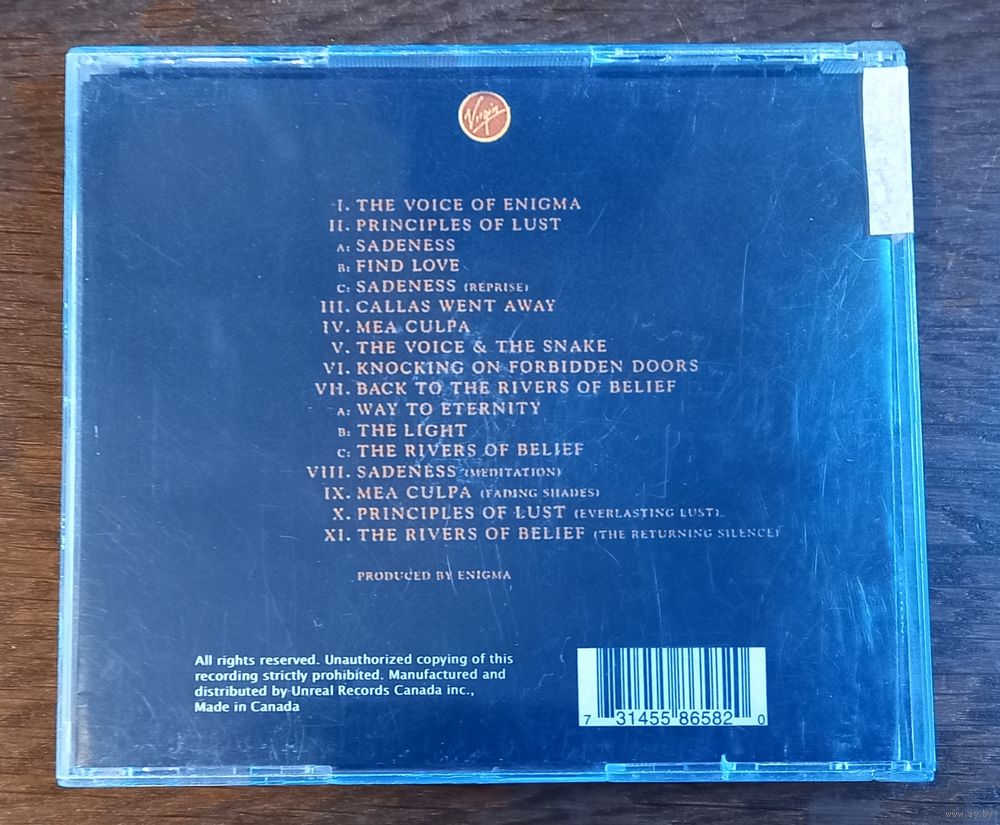 Virgin
I. THE VOICE OF ENIGMA
II. PRINCIPLES OF LUST
A: SADENESS
B: FIND LOVE
C: SADENESS (REPRISE)
III. CALLAS WENT AWAY
IV. MEA CULPA
V. THE VOICE & THE SNAKE
VI. KNOCKING ON FORBIDDEN DOORS
VII. BACK TO THE RIVERS OF BELIEF
A: WAY TO ETERNITY
B: THE LIGHT
C: THE RIVERS OF BELIEF
VIII. SADENESS (MEDITATION)
IX. MEA CULPA (FADING SHADES)
X. PRINCIPLES OF LUST (EVERLASTING LUST)
XI. THE RIVERS OF BELIEF (THE RETURNING SILENCE)
PRODUCED BY ENIGMA
All rights reserved. Unauthorized copying of this
recording strictly prohibited. Manufactured and
distributed by Unreal Records Canada inc.,
Made in Canada
7 31455 86582 0
www.ay.by